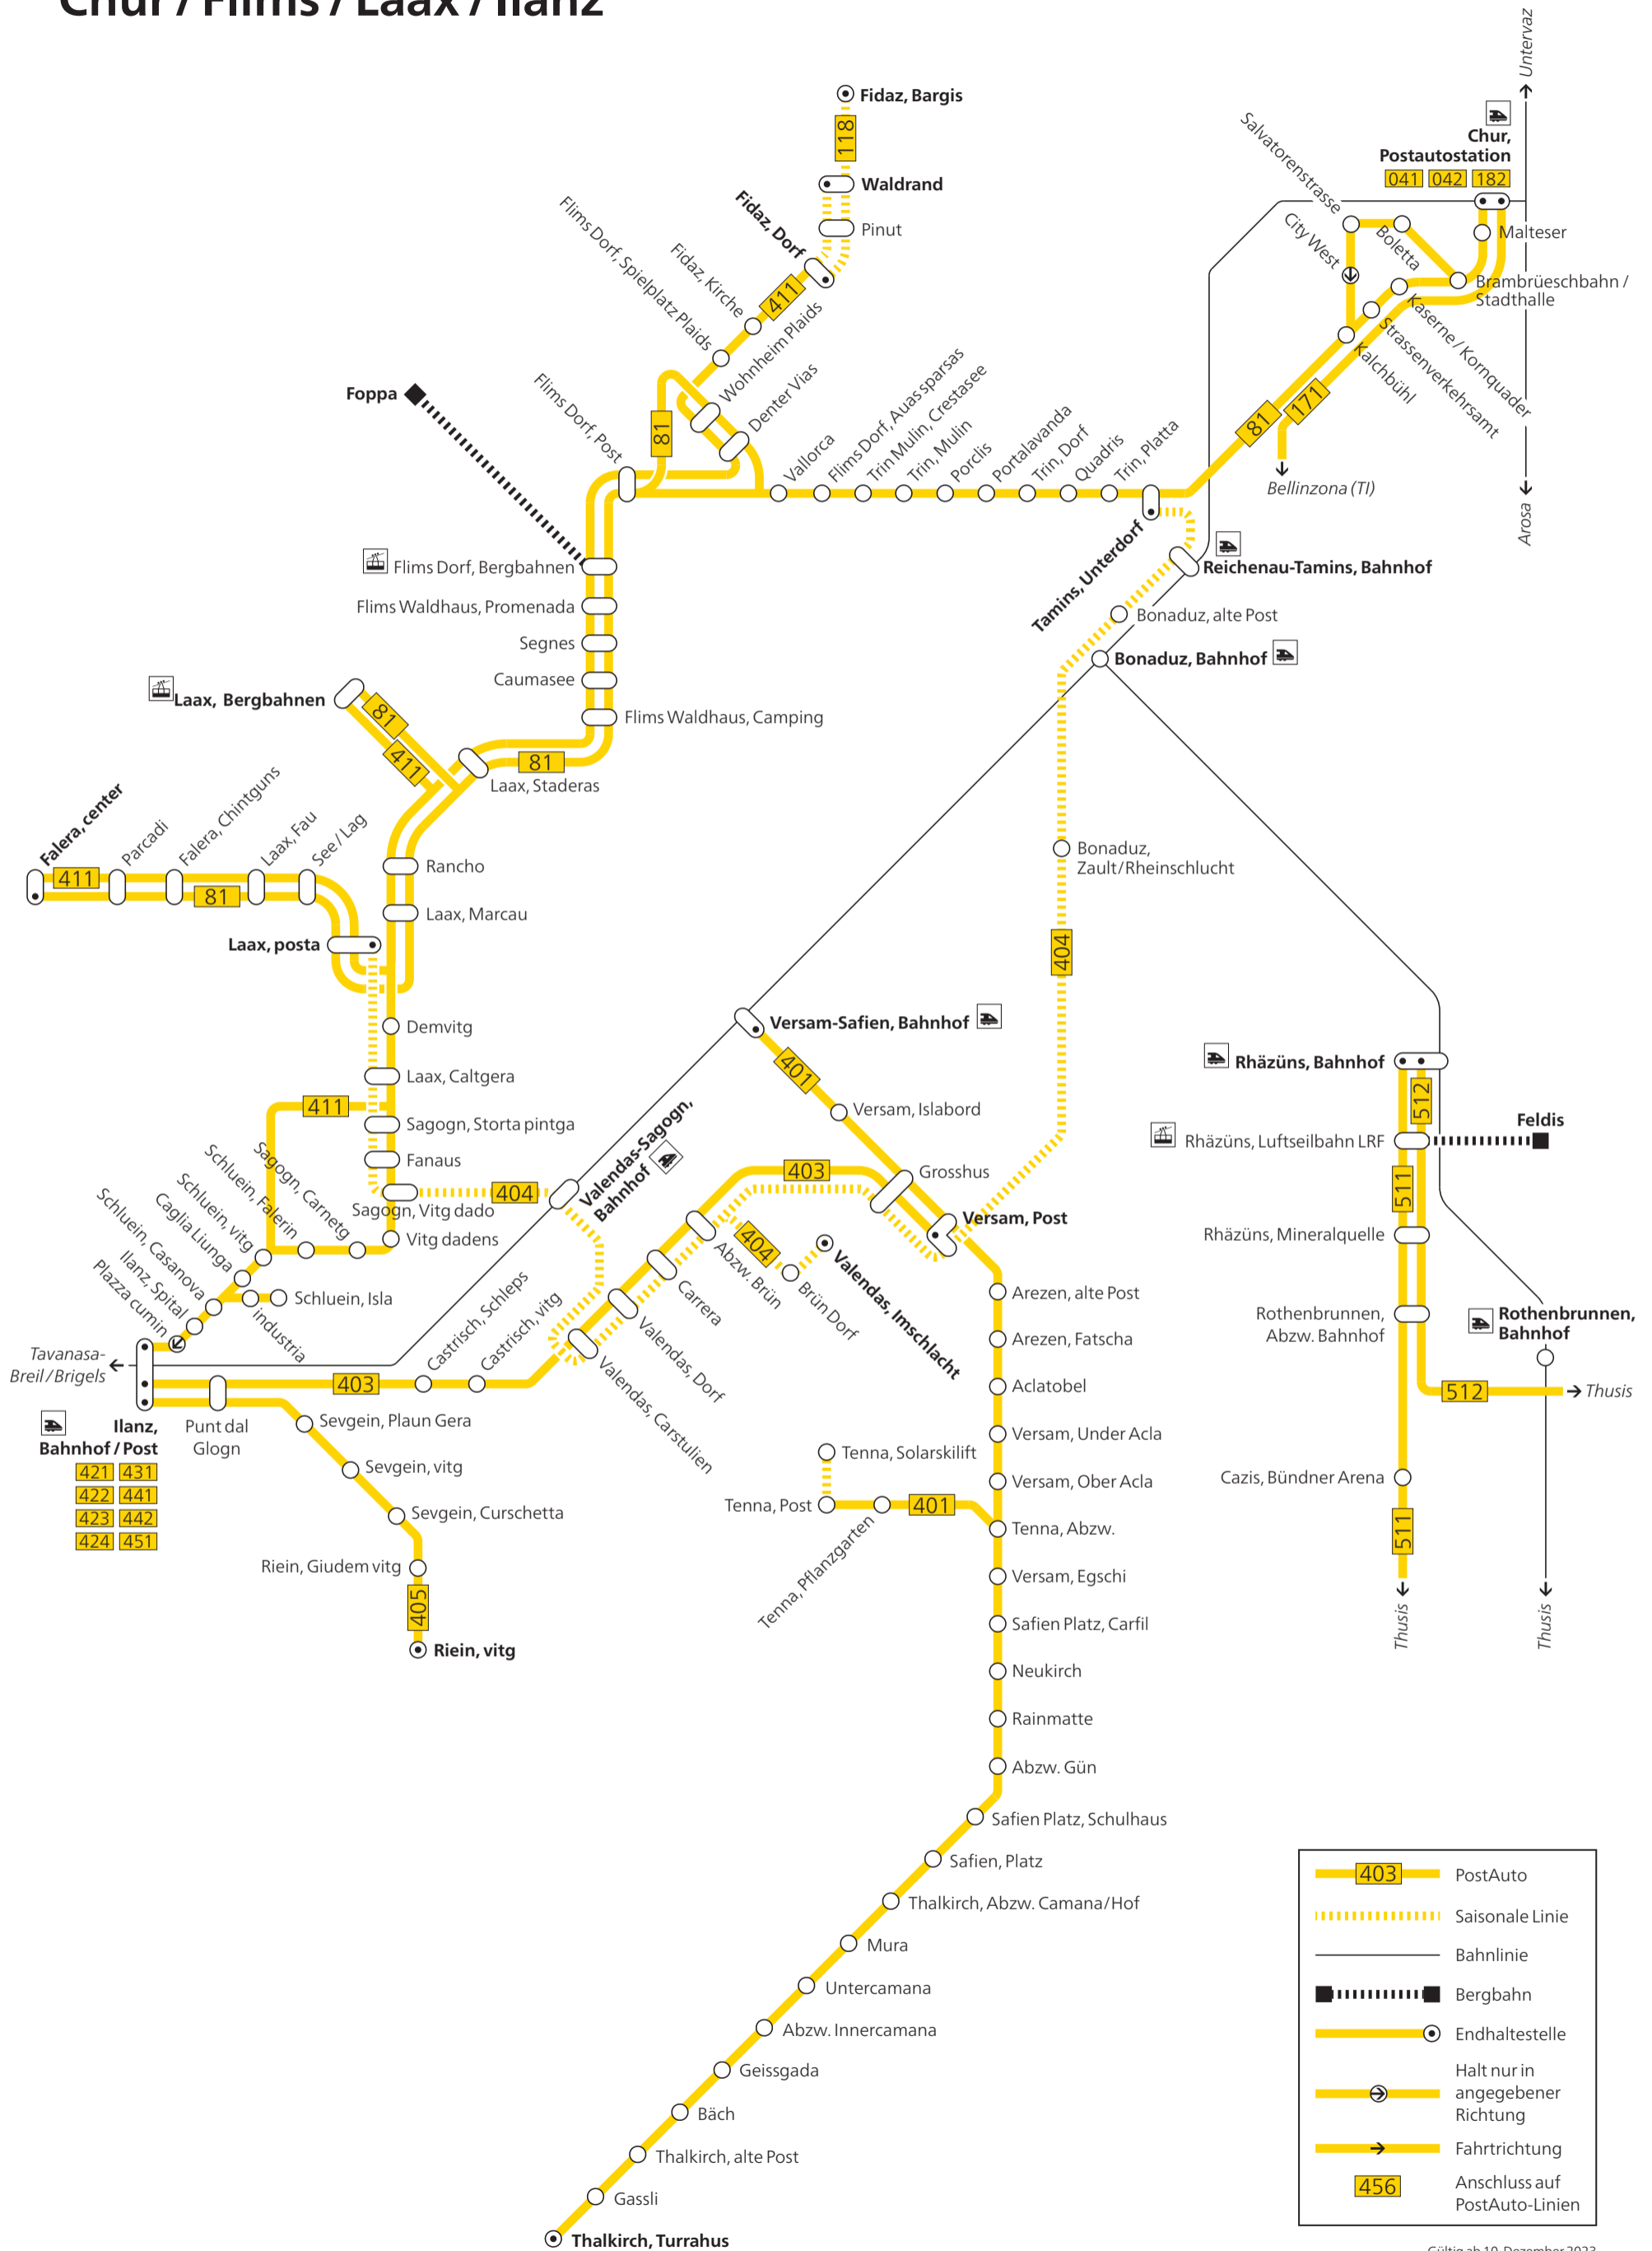 Chur / Flims / Laax / Ilanz
Untervaz
Chur,
Postautostation
041 042 182
Salvatorenstrasse
Boletta
City West
Malteser
Brambrüeschbahn /
Stadthalle
Kaserne / Kornquader
Strassenverkehrsamt
Kalchbühl
81
171
Bellinzona (TI)
Arosa
Fidaz, Bargis
118
Waldrand
Pinut
Fidaz, Dorf
411
Fidaz, Kirche
Flims Dorf, Spielplatz Plaids
Wohnheim Plaids
Denter Vias
81
Foppa
Flims Dorf, Post
Vallorca
Flims Dorf, Auas sparsas
Trin Mulin, Crestasee
Trin, Mulin
Porclis
Portalavanda
Trin, Dorf
Quadris
Trin, Platta
Tamins, Unterdorf
Reichenau-Tamins, Bahnhof
Bonaduz, alte Post
Bonaduz, Bahnhof
Flims Dorf, Bergbahnen
Flims Waldhaus, Promenada
Segnes
Caumasee
Flims Waldhaus, Camping
81
Laax, Staderas
Laax, Bergbahnen
81
411
Falera, center
Parcadi
Falera, Chintguns
Laax, Fau
See / Lag
411
81
Rancho
Laax, Marcau
Laax, posta
Demvitg
Laax, Caltgera
411
Sagogn, Storta pintga
Fanaus
Sagogn, Vitg dado
404
Vitg dadens
Sagogn, Carnetg
Schluein, Falerin
Schluein, vitg
Caglia Liunga
Schluein, Casanova
Ilanz, Spital
Plazza cumin
Schluein, Isla
industria
Tavanasa-
Breil / Brigels
Ilanz,
Bahnhof / Post
421 431
422 441
423 442
424 451
Punt dal
Glogn
403
Castrisch, Schleps
Castrisch, vitg
Sevgein, Plaun Gera
Sevgein, vitg
Sevgein, Curschetta
Riein, Giudem vitg
405
Riein, vitg
Valendas-Sagogn,
Bahnhof
Bonaduz,
Zault/Rheinschlucht
404
Versam-Safien, Bahnhof
401
Versam, Islabord
Grosshus
403
Versam, Post
404
Abzw. Brün
Brün Dorf
Valendas, Imschlacht
Carrera
Valendas, Dorf
Valendas, Carstulien
Arezen, alte Post
Arezen, Fatscha
Aclatobel
Versam, Under Acla
Versam, Ober Acla
Tenna, Abzw.
Tenna, Solarskilift
Tenna, Post
401
Tenna, Pflanzgarten
Versam, Egschi
Safien Platz, Carfil
Neukirch
Rainmatte
Abzw. Gün
Safien Platz, Schulhaus
Safien, Platz
Thalkirch, Abzw. Camana/Hof
Mura
Untercamana
Abzw. Innercamana
Geissgada
Bäch
Thalkirch, alte Post
Gassli
Thalkirch, Turrahus
Rhäzüns, Bahnhof
512
Rhäzüns, Luftseilbahn LRF
Feldis
511
Rhäzüns, Mineralquelle
Rothenbrunnen,
Abzw. Bahnhof
Rothenbrunnen,
Bahnhof
512
Thusis
Cazis, Bündner Arena
511
Thusis
Thusis
403 PostAuto
Saisonale Linie
Bahnlinie
Bergbahn
Endhaltestelle
Halt nur in
angegebener
Richtung
Fahrtrichtung
456 Anschluss auf
PostAuto-Linien
Gültig ab 10. Dezember 2023